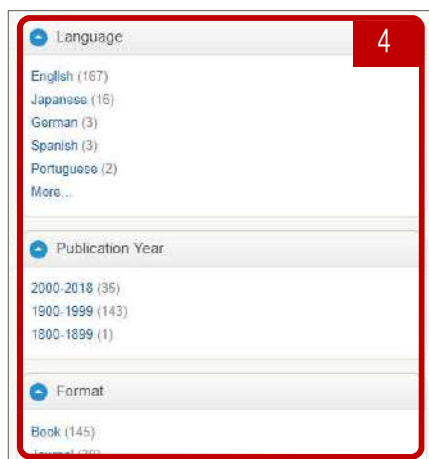 4
Language
English (167)
Japanese (16)
German (3)
Spanish (3)
Portuguese (2)
More...
Publication Year
2000-2018 (35)
1900-1999 (143)
1800-1899 (1)
Format
Book (145)